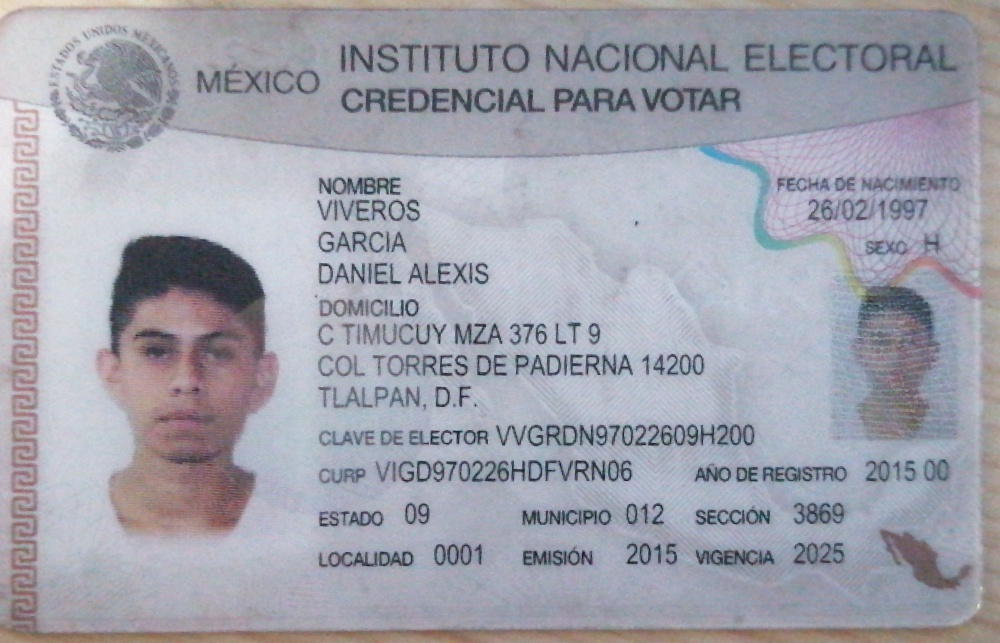 ESTADOS UNIDOS MEXICANOS
MÉXICO
INSTITUTO NACIONAL ELECTORAL
CREDENCIAL PARA VOTAR
NOMBRE
VIVEROS
GARCIA
DANIEL ALEXIS
FECHA DE NACIMIENTO
26/02/1997
SEXO H
DOMICILIO
C TIMUCUY MZA 376 LT 9
COL TORRES DE PADIERNA 14200
TLALPAN, D.F.
CLAVE DE ELECTOR VVGRDN97022609H200
CURP VIGD970226HDFVRN06 AÑO DE REGISTRO 2015 00
ESTADO 09 MUNICIPIO 012 SECCIÓN 3869
LOCALIDAD 0001 EMISIÓN 2015 VIGENCIA 2025